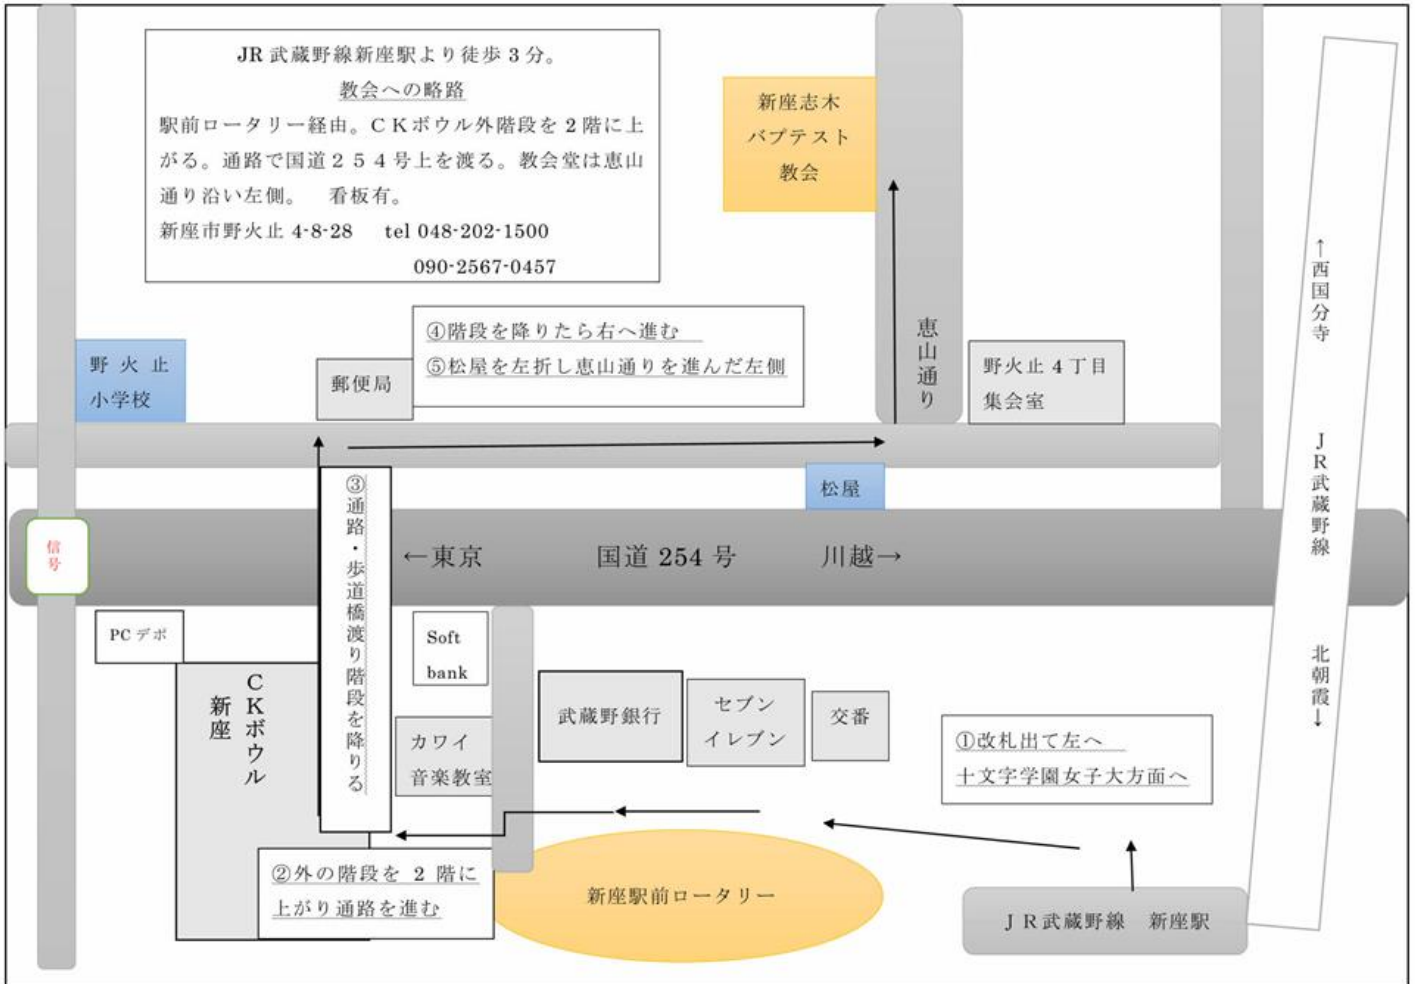 JR 武蔵野線新座駅より徒歩 3 分。
教会への略路
駅前ロータリー経由。ＣＫボウル外階段を 2 階に上
がる。通路で国道２５４号上を渡る。教会堂は恵山
通り沿い左側。　看板有。
新座市野火止 4-8-28　tel 048-202-1500
090-2567-0457
新座志木
バプテスト
教会
←西国分寺
ＪＲ武蔵野線
北朝霞→
恵山通り
野火止 4 丁目
集会室
④階段を降りたら右へ進む
⑤松屋を左折し恵山通りを進んだ左側
郵便局
野 火 止
小学校
松屋
信号
←東京
国道 254 号
川越→
③通路・歩道橋渡り階段を降りる
PC デポ
ＣＫボウル
新座
Soft
bank
カワイ
音楽教室
武蔵野銀行
セブン
イレブン
交番
①改札出て左へ
十文字学園女子大方面へ
②外の階段を 2 階に
上がり通路を進む
新座駅前ロータリー
ＪＲ武蔵野線　新座駅